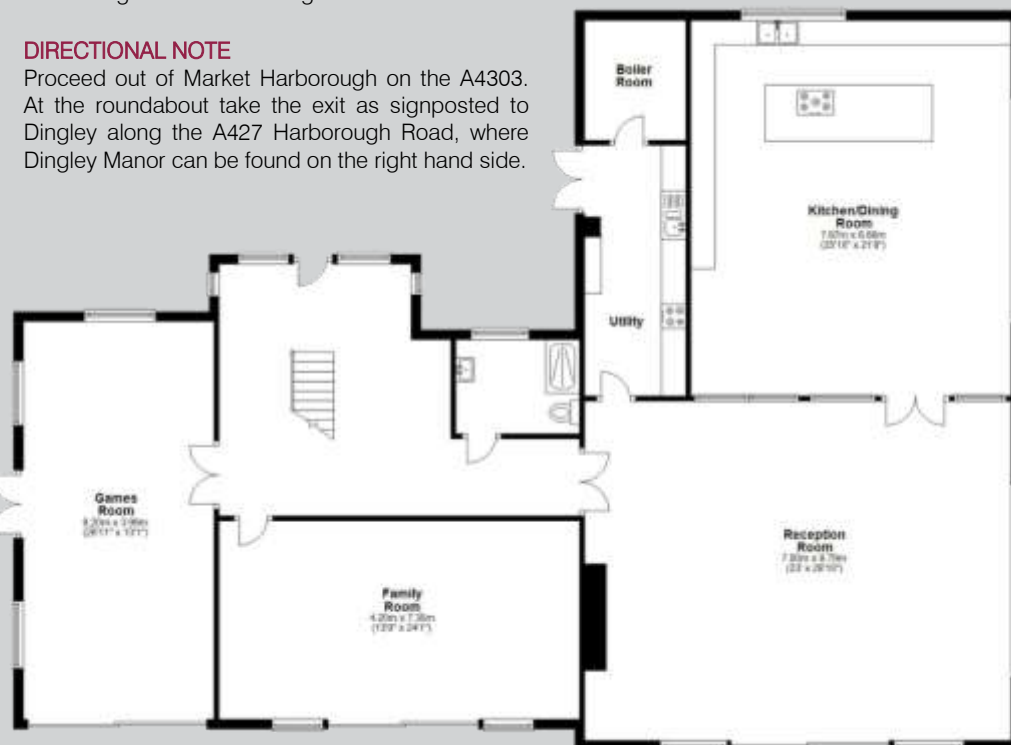 DIRECTIONAL NOTE
Proceed out of Market Harborough on the A4303.
At the roundabout take the exit as signposted to
Dingley along the A427 Harborough Road, where
Dingley Manor can be found on the right hand side.
Boiler
Room
Kitchen/Dining
Room
Utility
Games
Room
Reception
Room
Family
Room